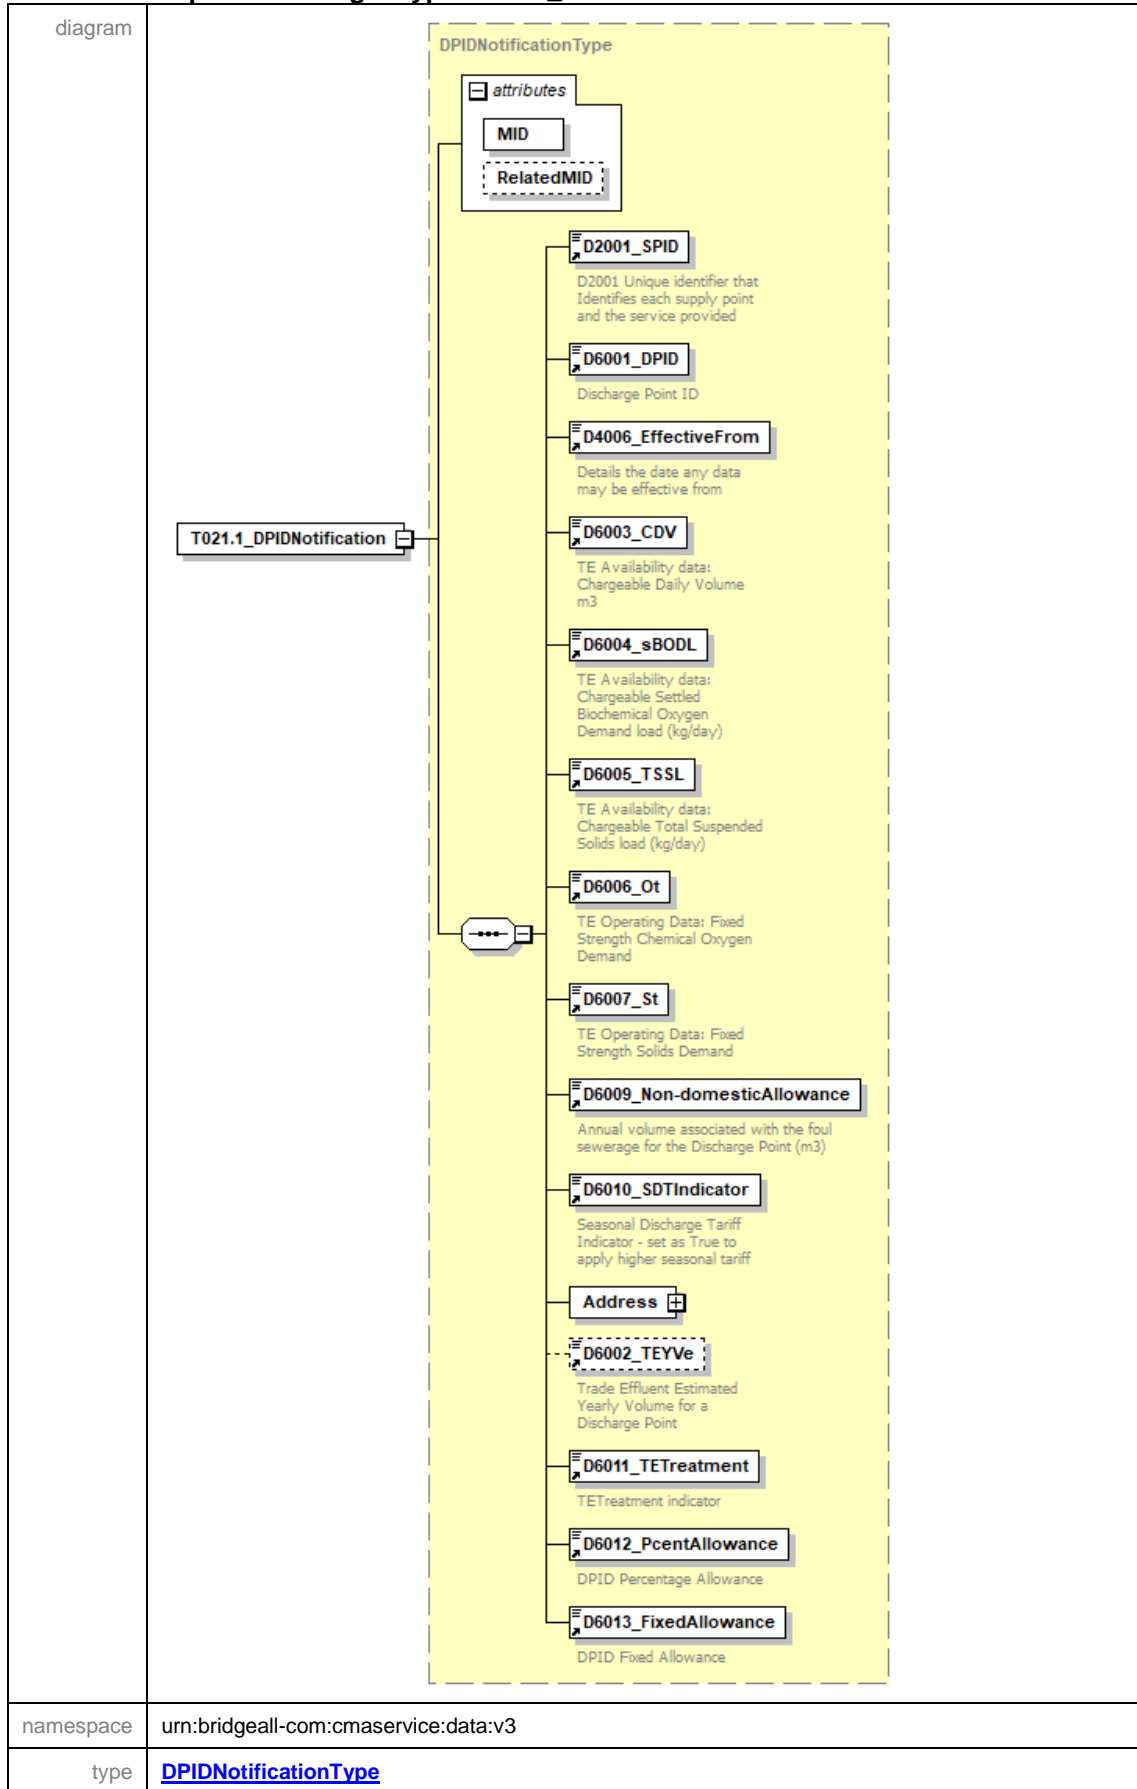 diagram
DPIDNotificationType
attributes
MID
RelatedMID
D2001_SPID
D2001 Unique identifier that
Identifies each supply point
and the service provided
D6001_DPID
Discharge Point ID
D4006_EffectiveFrom
Details the date any data
may be effective from
T021.1_DPIDNotification
D6003_CDV
TE Availability data:
Chargeable Daily Volume
m3
D6004_sBODL
TE Availability data:
Chargeable Settled
Biochemical Oxygen
Demand load (kg/day)
D6005_TSSL
TE Availability data:
Chargeable Total Suspended
Solids load (kg/day)
D6006_Ot
TE Operating Data: Fixed
Strength Chemical Oxygen
Demand
D6007_St
TE Operating Data: Fixed
Strength Solids Demand
D6009_Non-domesticAllowance
Annual volume associated with the foul
sewerage for the Discharge Point (m3)
D6010_SDTIndicator
Seasonal Discharge Tariff
Indicator - set as True to
apply higher seasonal tariff
Address
D6002_TEYVe
Trade Effluent Estimated
Yearly Volume for a
Discharge Point
D6011_TETreatment
TETreatment indicator
D6012_PcentAllowance
DPID Percentage Allowance
D6013_FixedAllowance
DPID Fixed Allowance
namespace urn:bridgeall-com:cmaservice:data:v3
type DPIDNotificationType